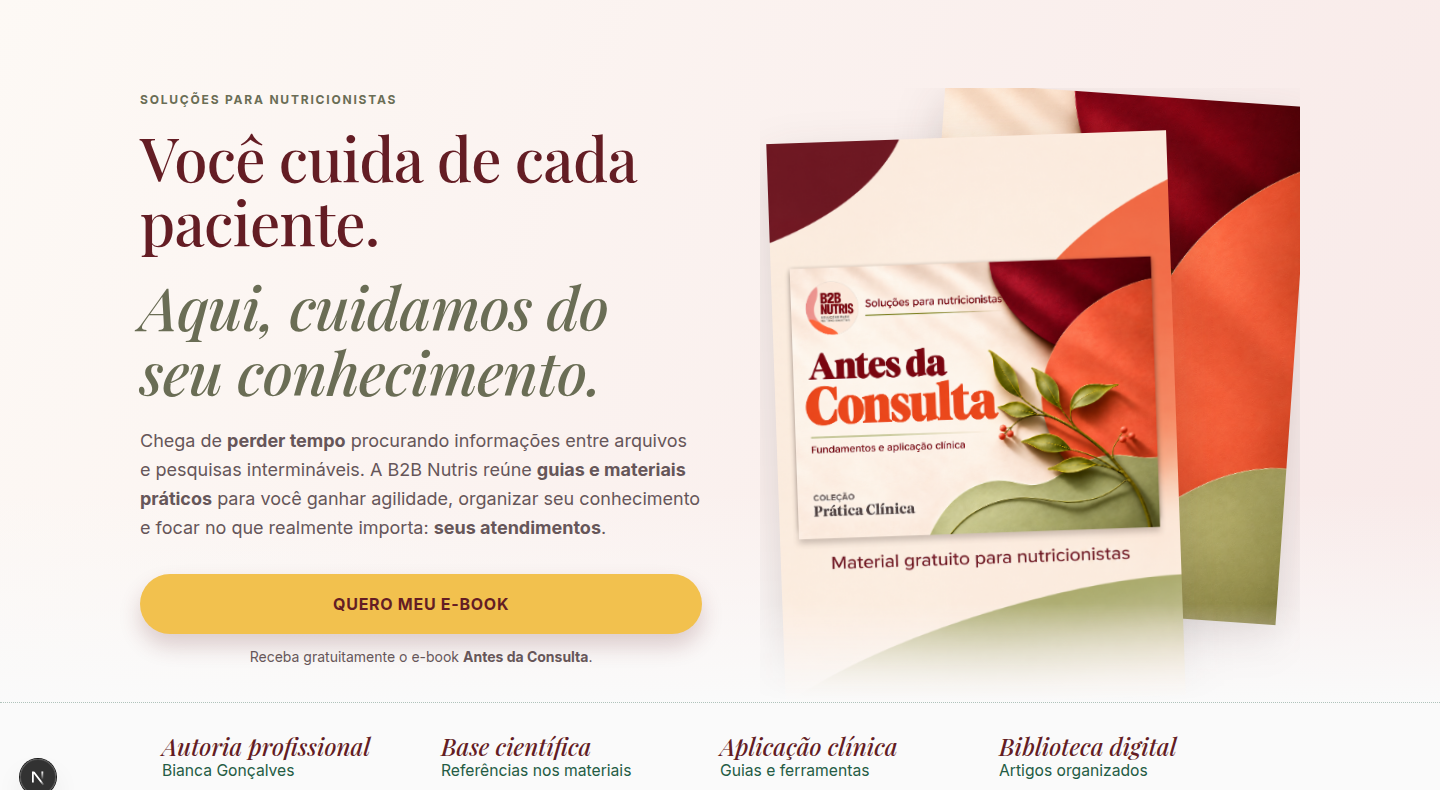 SOLUÇÕES PARA NUTRICIONISTAS
Você cuida de cada
paciente.
Aqui, cuidamos do
seu conhecimento.
Chega de perder tempo procurando informações entre arquivos
e pesquisas intermináveis. A B2B Nutris reúne guias e materiais
práticos para você ganhar agilidade, organizar seu conhecimento
e focar no que realmente importa: seus atendimentos.
QUERO MEU E-BOOK
Receba gratuitamente o e-book Antes da Consulta.
B2B
NUTRIS
Soluções para nutricionistas
Antes da
Consulta
Fundamentos e aplicação clínica
COLEÇÃO
Prática Clínica
Material gratuito para nutricionistas
Autoria profissional
Bianca Gonçalves
Base científica
Referências nos materiais
Aplicação clínica
Guias e ferramentas
Biblioteca digital
Artigos organizados
N